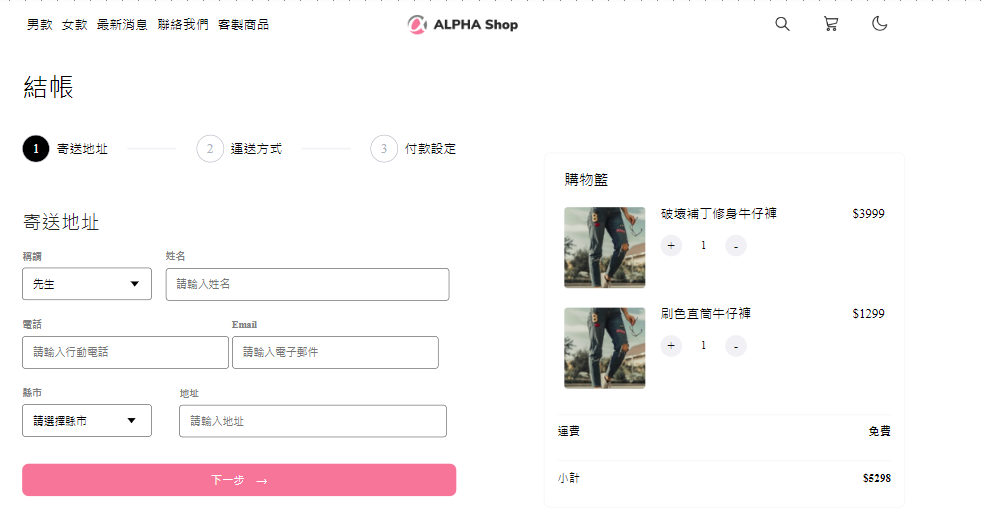 男款 女款 最新消息 聯絡我們 客製商品
ALPHA Shop
結帳
1 寄送地址 2 運送方式 3 付款設定
寄送地址
稱謂 姓名
先生 請輸入姓名
電話 Email
請輸入行動電話 請輸入電子郵件
縣市 地址
請選擇縣市 請輸入地址
下一步 →
購物籃
破壞補丁修身牛仔褲 $3999
+ 1 -
刷色直筒牛仔褲 $1299
+ 1 -
運費 免費
小計 $5298